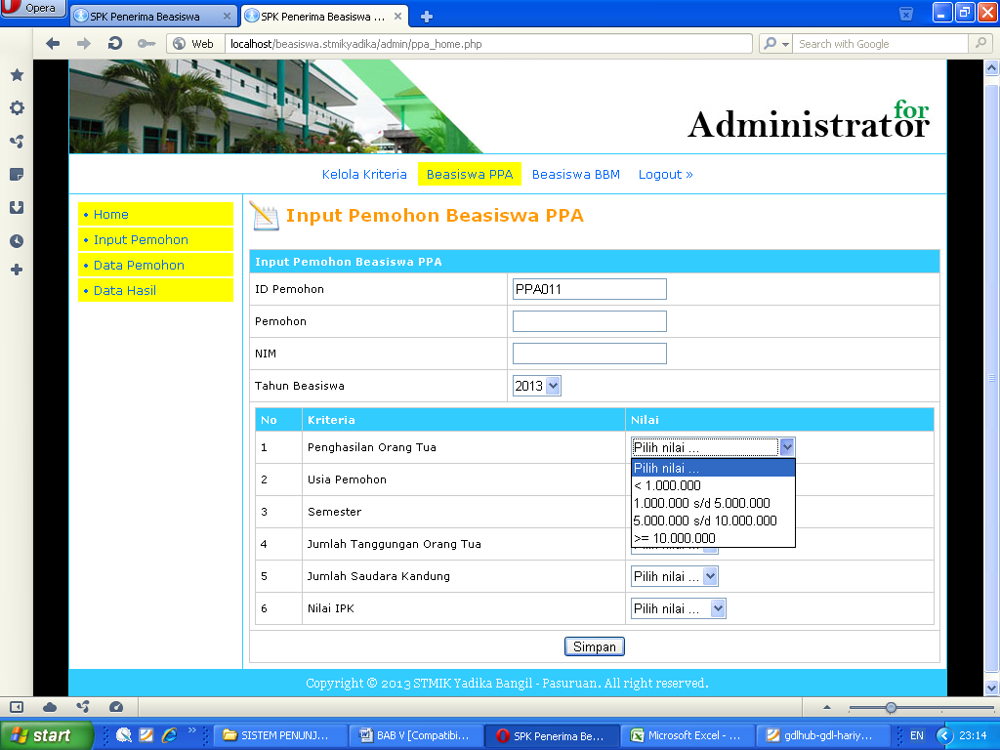 Opera
SPK Penerima Beasiswa
SPK Penerima Beasiswa ...
Web
localhost/beasiswa.stmikyadika/admin/ppa_home.php
Search with Google
for
Administrator
Kelola Kriteria
Beasiswa PPA
Beasiswa BBM
Logout »
• Home
• Input Pemohon
• Data Pemohon
• Data Hasil
Input Pemohon Beasiswa PPA
Input Pemohon Beasiswa PPA
ID Pemohon PPA011
Pemohon
NIM
Tahun Beasiswa 2013
No Kriteria Nilai
1 Penghasilan Orang Tua Pilih nilai ...
Pilih nilai ...
< 1.000.000
1.000.000 s/d 5.000.000
5.000.000 s/d 10.000.000
>= 10.000.000
2 Usia Pemohon
3 Semester
4 Jumlah Tanggungan Orang Tua
5 Jumlah Saudara Kandung Pilih nilai ...
6 Nilai IPK Pilih nilai ...
Simpan
Copyright © 2013 STMIK Yadika Bangil - Pasuruan. All right reserved.
start
SISTEM PENUNJ...
BAB V [Compatibi...
SPK Penerima Be...
Microsoft Excel - ...
gdlhub-gdl-hariy...
EN
23:14